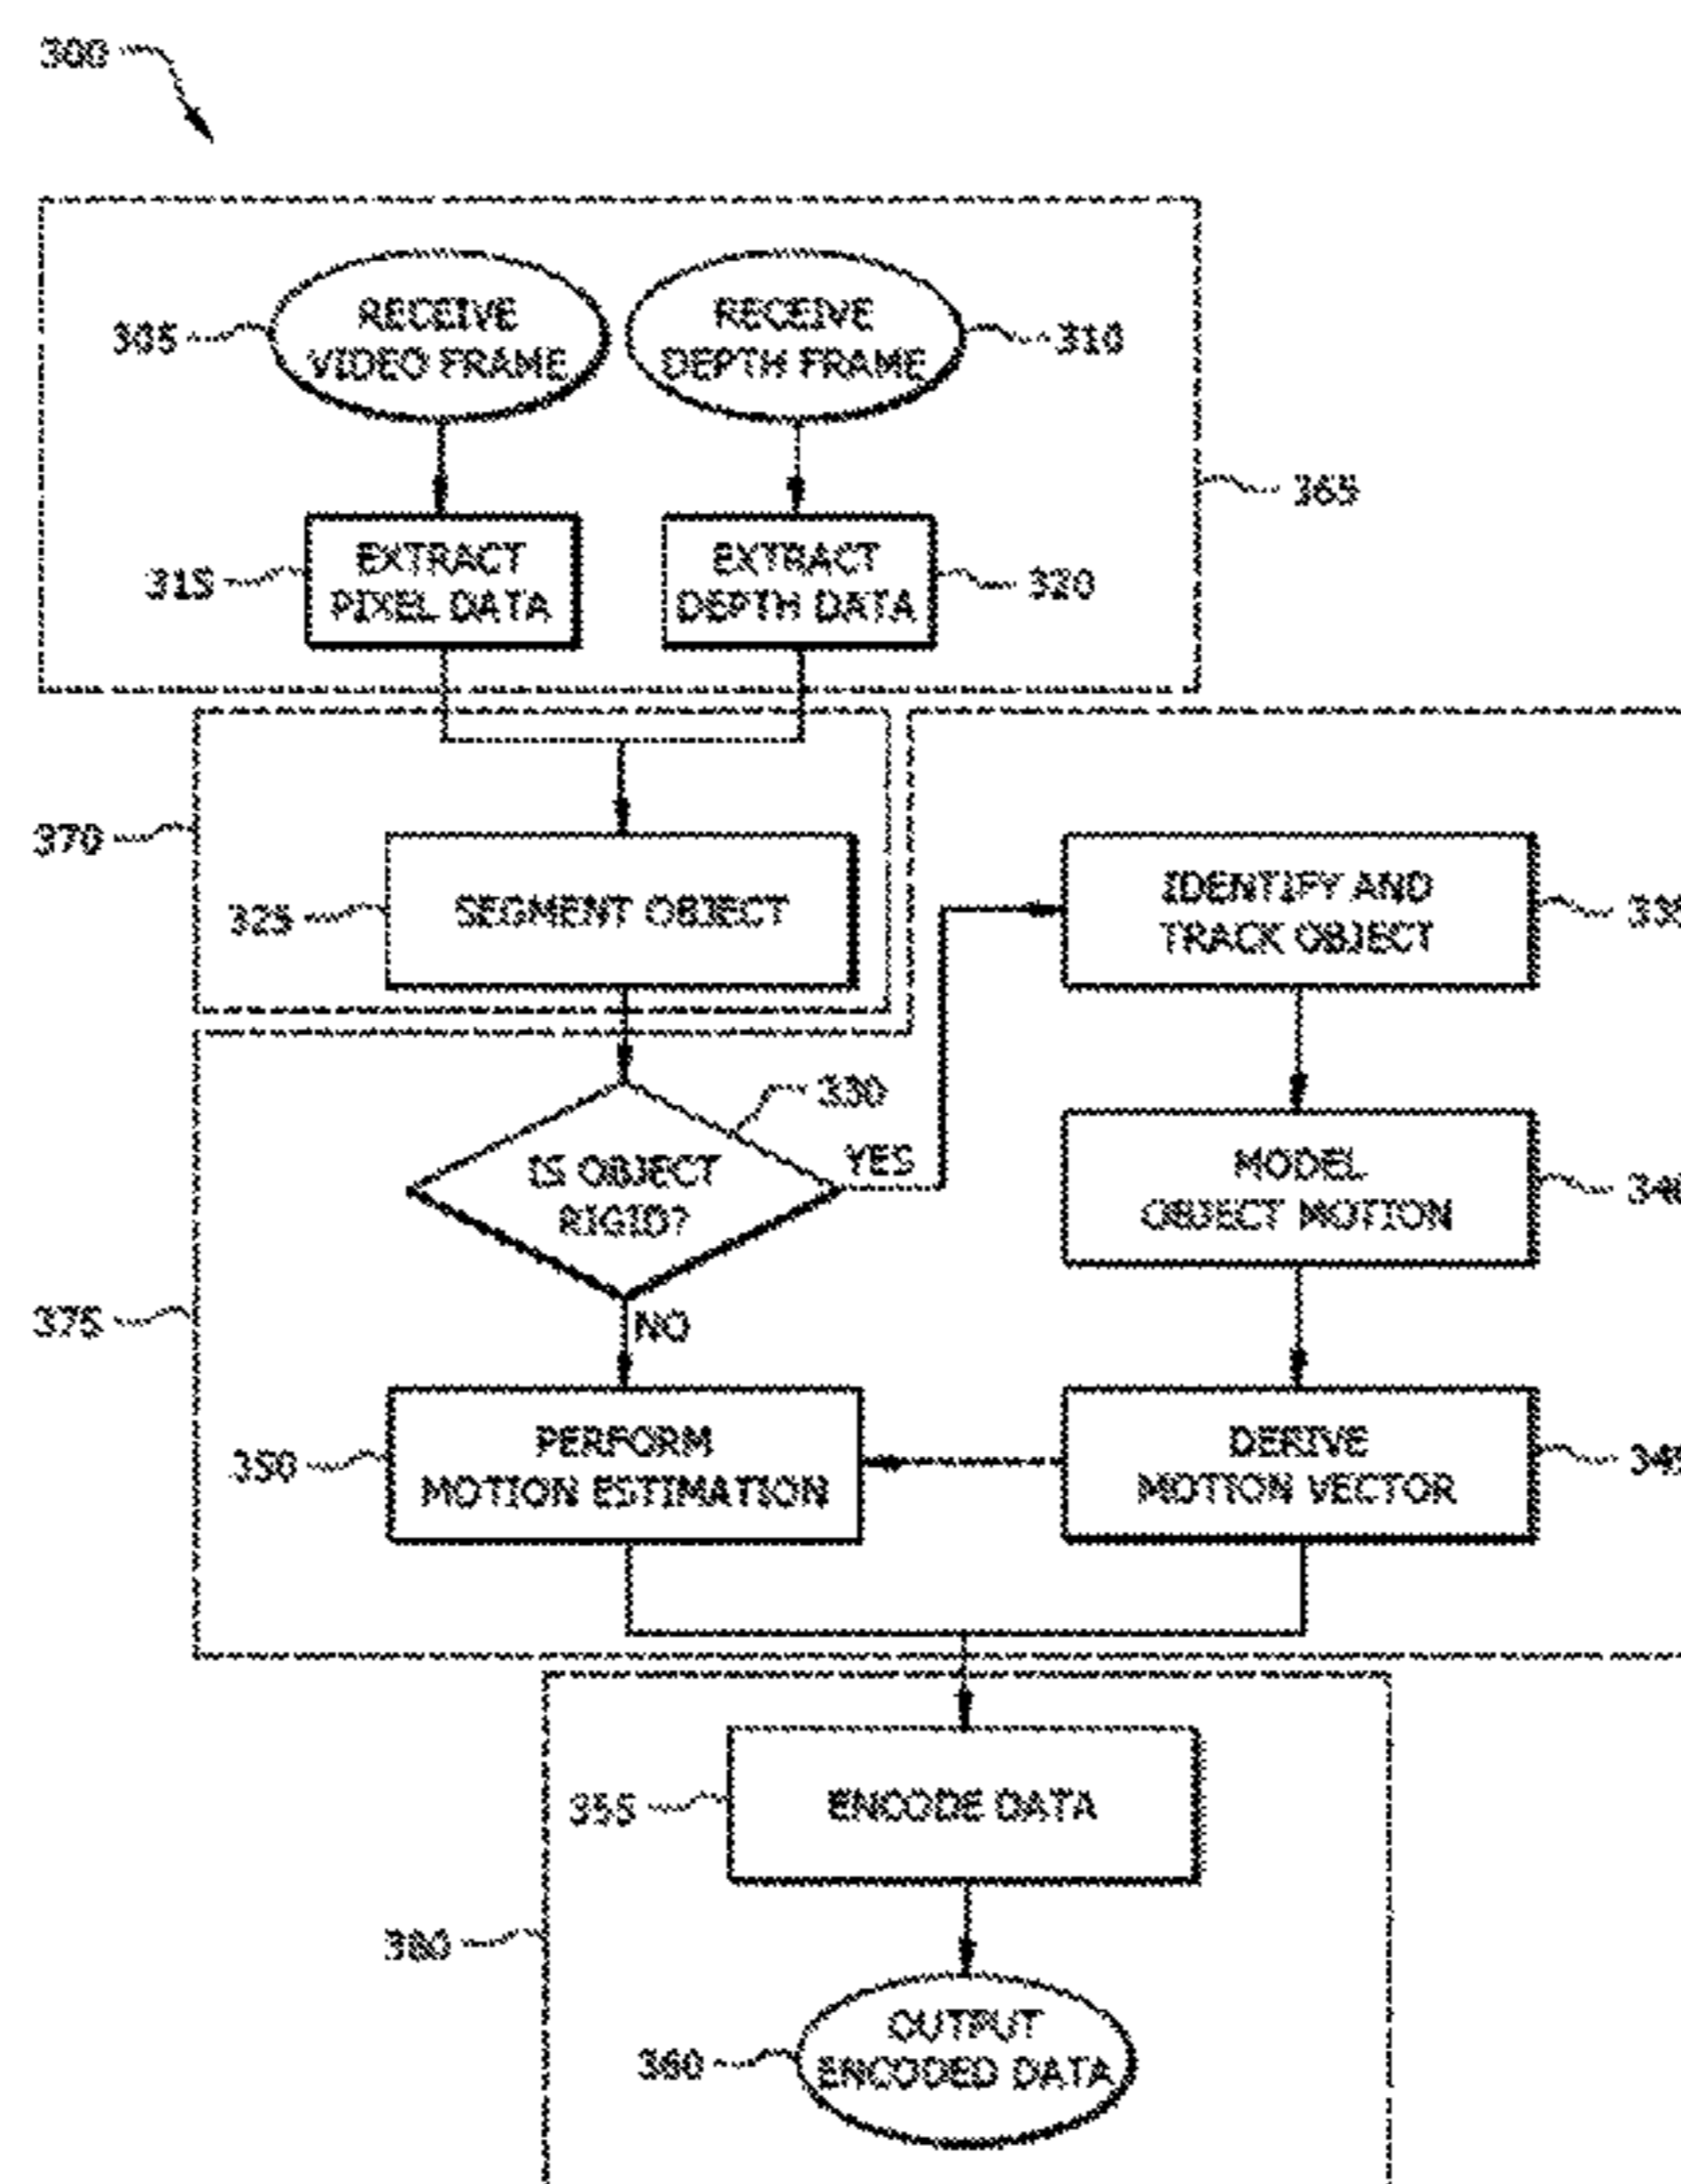 300
RECEIVE
VIDEO FRAME
305
RECEIVE
DEPTH FRAME
310
365
EXTRACT
PIXEL DATA
315
EXTRACT
DEPTH DATA
320
370
SEGMENT OBJECT
325
IDENTIFY AND
TRACK OBJECT
330
IS OBJECT
RIGID?
YES
NO
MODEL
OBJECT MOTION
375
PERFORM
MOTION ESTIMATION
350
DERIVE
MOTION VECTOR
ENCODE DATA
355
380
OUTPUT
ENCODED DATA
360